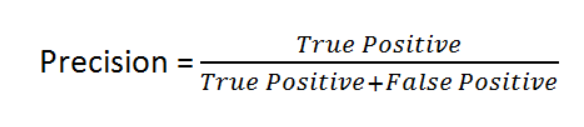 True Positive
Precision =
True Positive+False Positive